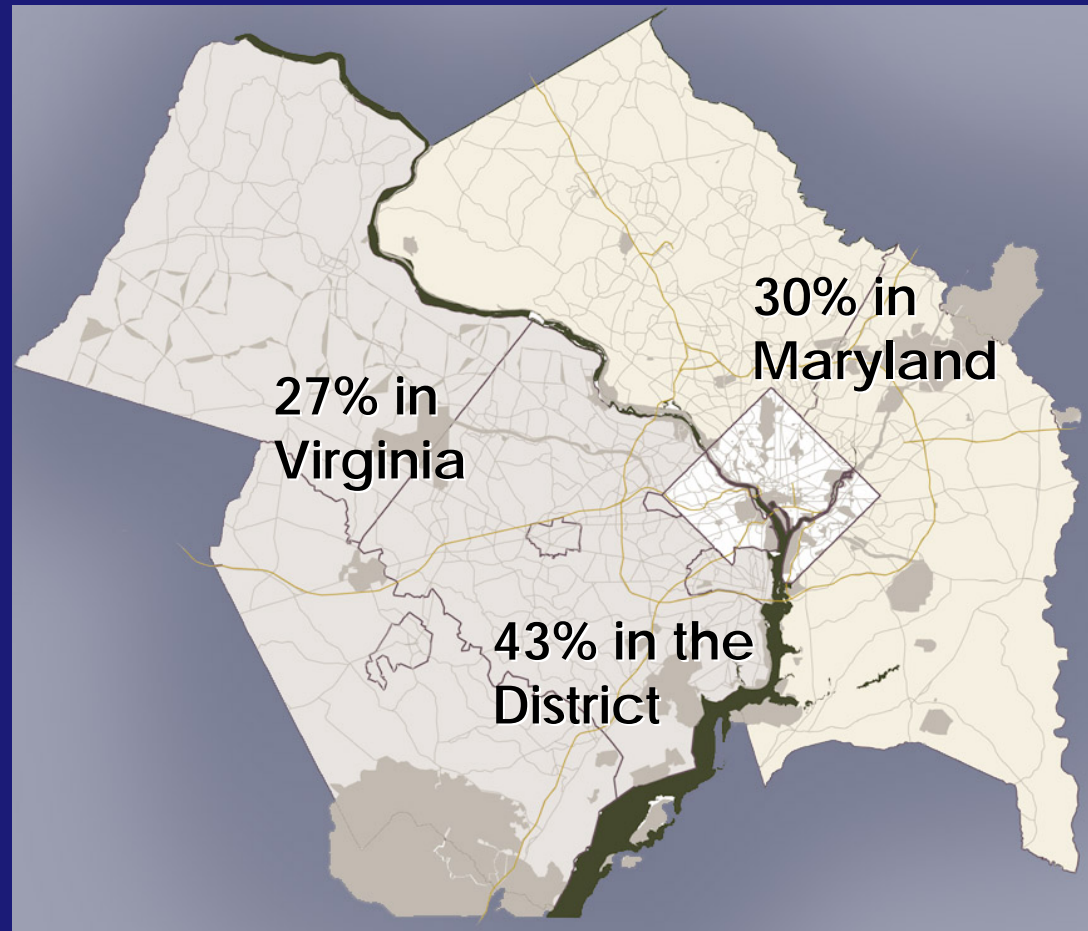 30% in
Maryland
27% in
Virginia
43% in the
District